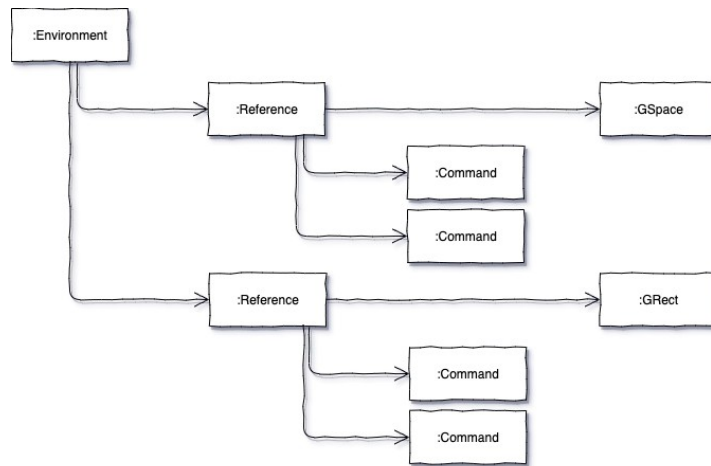 :Environment
:Reference
:GSpace
:Command
:Command
:Reference
:GRect
:Command
:Command